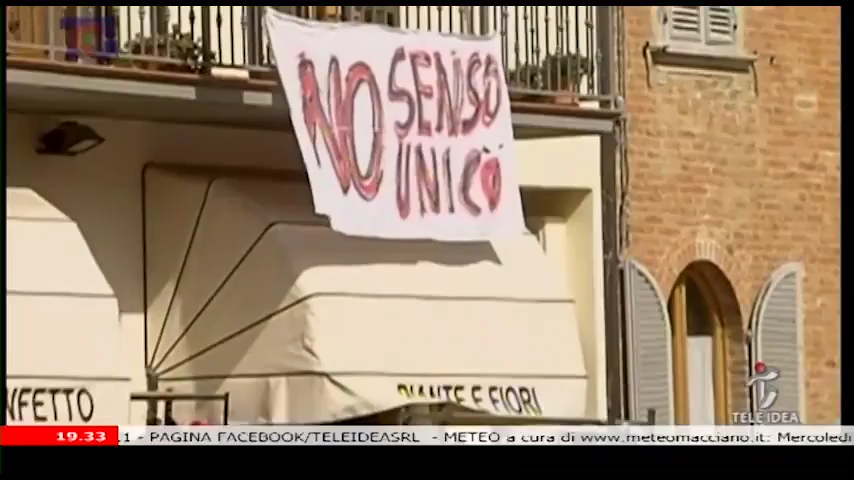 NO SENSO
UNICO
NFETTO
PIANTE E FIORI
TELE IDEA
19.33 .1 - PAGINA FACEBOOK/TELEIDEASRL - METEO a cura di www.meteomacciano.it: Mercoledì